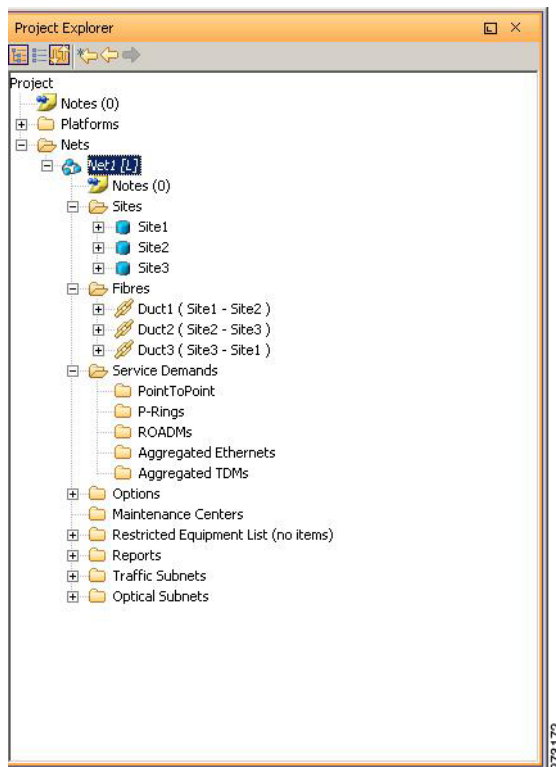 Project Explorer
Project
Notes (0)
Platforms
Nets
Net1 [L]
Notes (0)
Sites
Site1
Site2
Site3
Fibres
Duct1 ( Site1 - Site2 )
Duct2 ( Site2 - Site3 )
Duct3 ( Site3 - Site1 )
Service Demands
PointToPoint
P-Rings
ROADMs
Aggregated Ethernets
Aggregated TDMs
Options
Maintenance Centers
Restricted Equipment List (no items)
Reports
Traffic Subnets
Optical Subnets